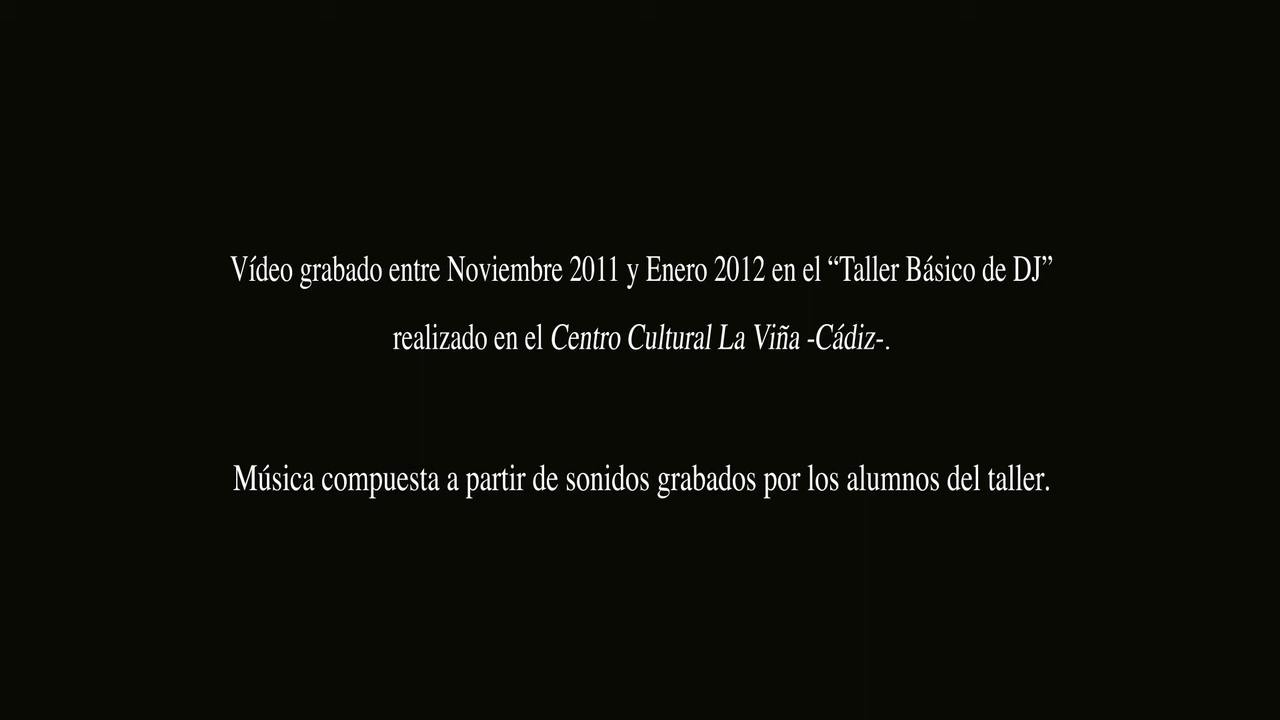 Vídeo grabado entre Noviembre 2011 y Enero 2012 en el “Taller Básico de DJ”
realizado en el Centro Cultural La Viña -Cádiz-.
Música compuesta a partir de sonidos grabados por los alumnos del taller.